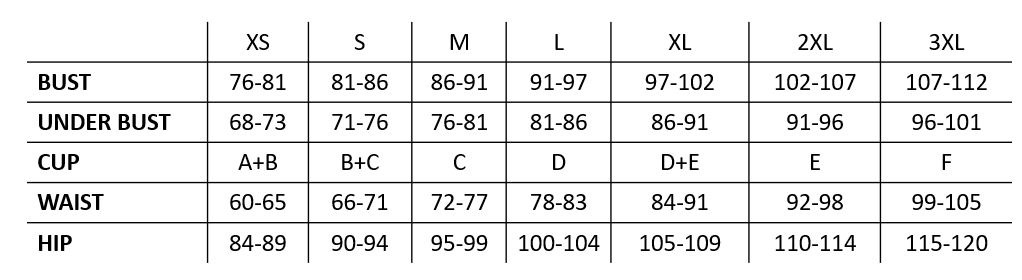 XS S M L XL 2XL 3XL
BUST 76-81 81-86 86-91 91-97 97-102 102-107 107-112
UNDER BUST 68-73 71-76 76-81 81-86 86-91 91-96 96-101
CUP A+B B+C C D D+E E F
WAIST 60-65 66-71 72-77 78-83 84-91 92-98 99-105
HIP 84-89 90-94 95-99 100-104 105-109 110-114 115-120